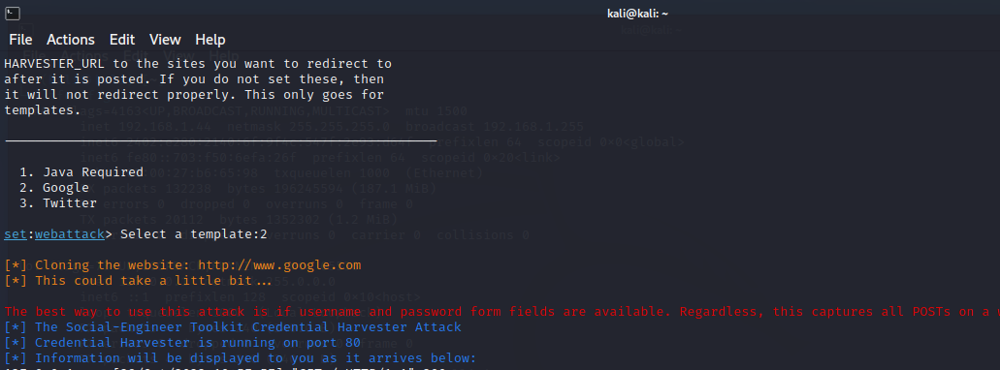 kali@kali: ~
File Actions Edit View Help
HARVESTER_URL to the sites you want to redirect to
after it is posted. If you do not set these, then
it will not redirect properly. This only goes for
templates.
1. Java Required
2. Google
3. Twitter
set:webattack> Select a template:2
[*] Cloning the website: http://www.google.com
[*] This could take a little bit...
The best way to use this attack is if username and password form fields are available. Regardless, this captures all POSTs on a
[*] The Social-Engineer Toolkit Credential Harvester Attack
[*] Credential Harvester is running on port 80
[*] Information will be displayed to you as it arrives below: